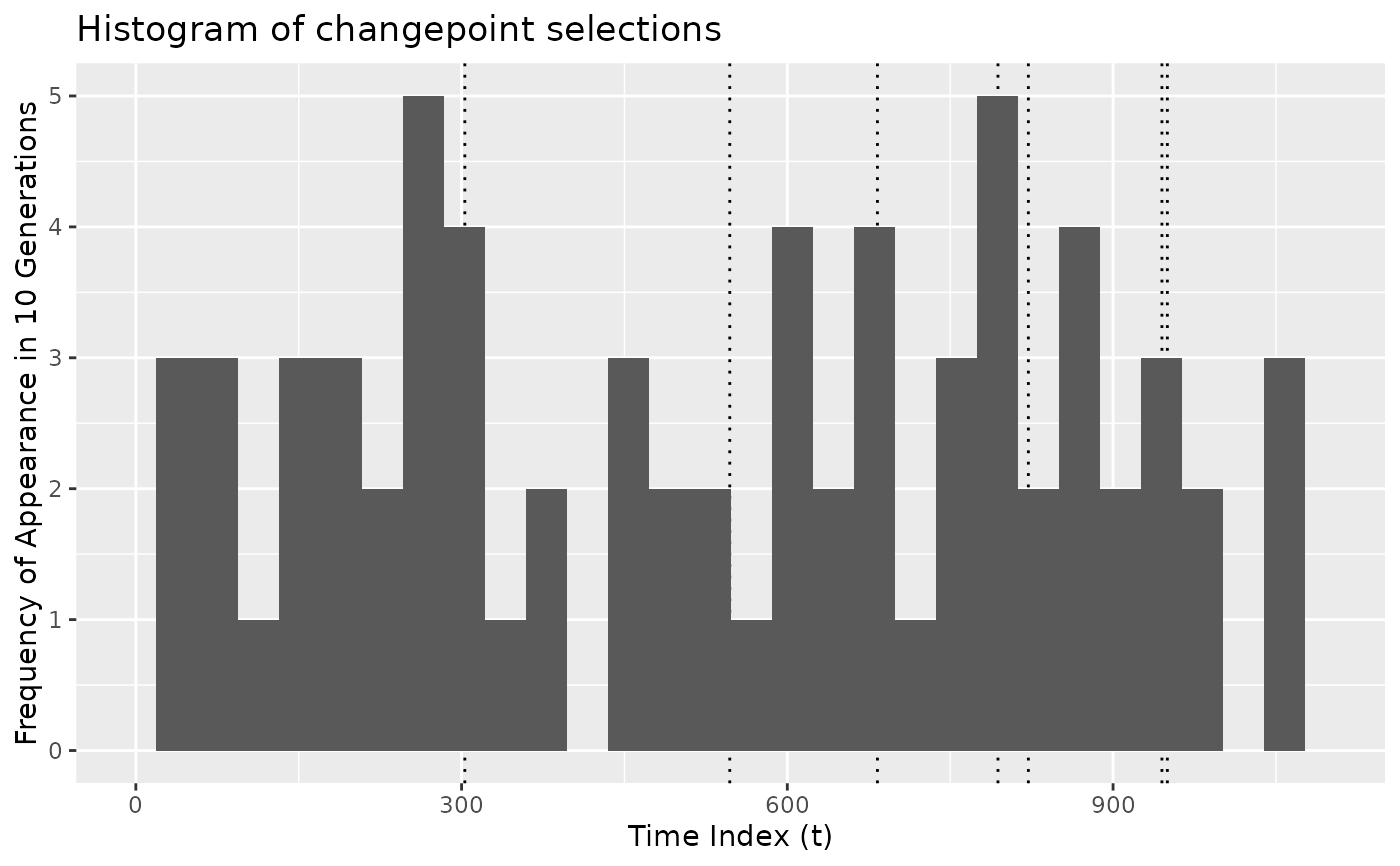 Histogram of changepoint selections
Frequency of Appearance in 10 Generations
5
4
3
2
1
0
0 300 600 900
Time Index (t)